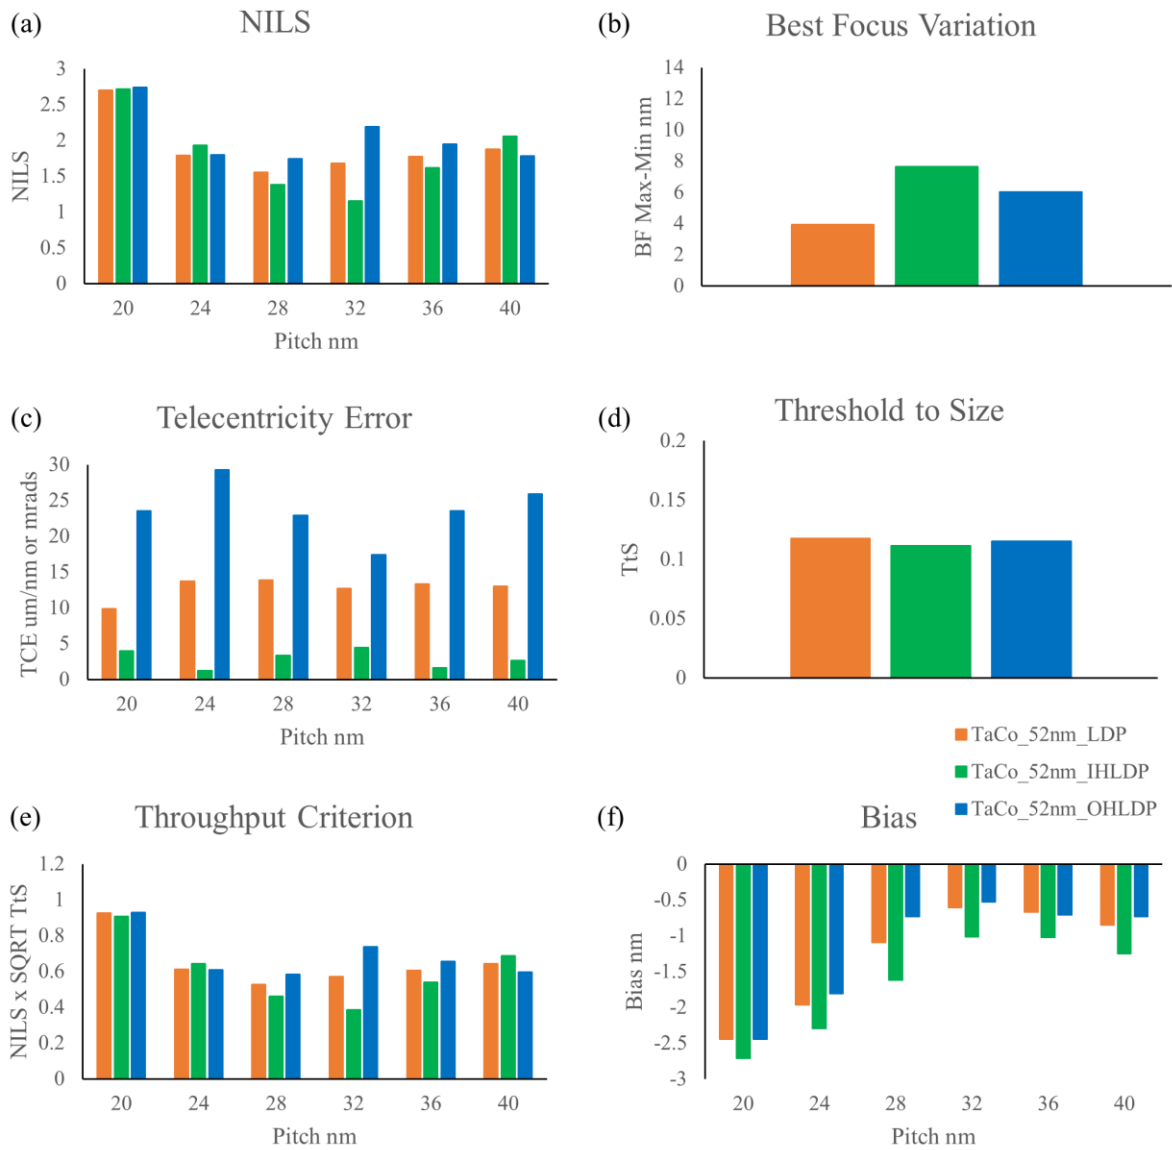 (a)
NILS
3
2.5
2
1.5
1
0.5
0
NILS
20 24 28 32 36 40
Pitch nm
(b)
Best Focus Variation
14
12
10
8
6
4
2
0
BF Max-Min nm
(c)
Telecentricity Error
30
25
20
15
10
5
0
TCE um/nm or mrads
20 24 28 32 36 40
Pitch nm
(d)
Threshold to Size
0.2
0.15
0.1
0.05
0
TtS
TaCo_52nm_LDP
TaCo_52nm_IHLDP
TaCo_52nm_OHLDP
(e)
Throughput Criterion
1.2
1
0.8
0.6
0.4
0.2
0
NILS x SQRT TtS
20 24 28 32 36 40
Pitch nm
(f)
Bias
0
-0.5
-1
-1.5
-2
-2.5
-3
Bias nm
20 24 28 32 36 40
Pitch nm